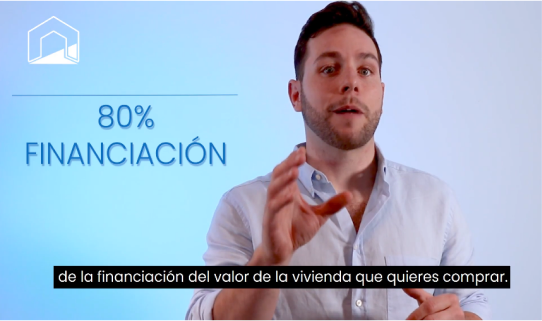 80%
FINANCIACIÓN
de la financiación del valor de la vivienda que quieres comprar.